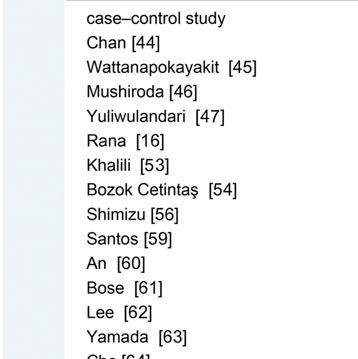 case–control study
Chan [44]
Wattanapokayakit [45]
Mushiroda [46]
Yuliwulandari [47]
Rana [16]
Khalili [53]
Bozok Cetintaş [54]
Shimizu [56]
Santos [59]
An [60]
Bose [61]
Lee [62]
Yamada [63]